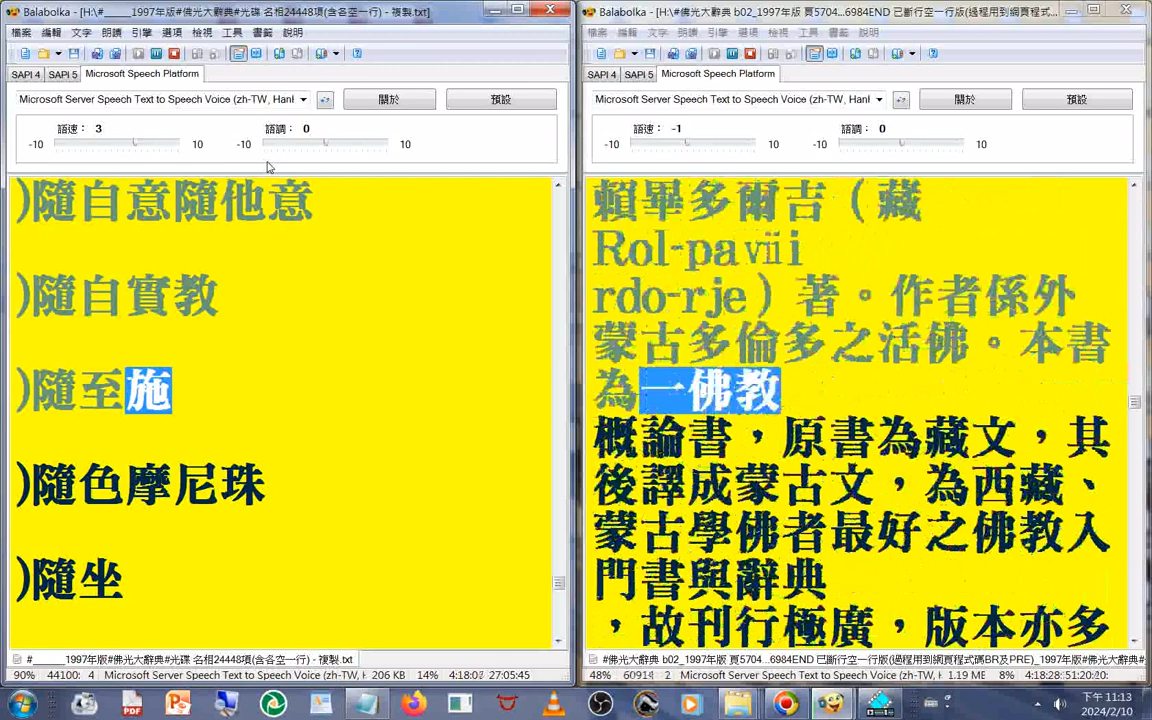 Balabolka - [H:\#_____1997年版#佛光大辭典#光碟 名相24448項(含各空一行) - 複製.txt]
檔案 編輯 文字 朗讀 引擎 選項 檢視 工具 書籤 說明
SAPI 4 SAPI 5 Microsoft Speech Platform
Microsoft Server Speech Text to Speech Voice (zh-TW, Hanl
關於 預設
語速： 3 語調： 0
-10 10 -10 10
)隨自意隨他意
)隨自實教
)隨至施
)隨色摩尼珠
)隨坐
#_____1997年版#佛光大辭典#光碟 名相24448項(含各空一行) - 複製.txt
90% 44100: 4 Microsoft Server Speech Text to Speech Voice (zh-TW, H 206 KB 14% 4:18:07 27:05:45
Balabolka - [H:\#佛光大辭典 b02_1997年版 頁5704...6984END 已斷行空一行版(過程用到網頁程式...
檔案 編輯 文字 朗讀 引擎 選項 檢視 工具 書籤 說明
SAPI 4 SAPI 5 Microsoft Speech Platform
Microsoft Server Speech Text to Speech Voice (zh-TW, Hanl
關於 預設
語速： -1 語調： 0
-10 10 -10 10
賴畢多爾吉（藏
Rol-paⅷi
rdo-rje）著。作者係外
蒙古多倫多之活佛。本書
為一佛教
概論書，原書為藏文，其
後譯成蒙古文，為西藏、
蒙古學佛者最好之佛教入
門書與辭典
，故刊行極廣，版本亦多
#佛光大辭典 b02_1997年版 頁5704...6984END 已斷行空一行版(過程用到網頁程式碼BR及PRE)_1997年版#佛光大辭典#
48% 60914 2 Microsoft Server Speech Text to Speech Voice (zh-TW, H 1.19 MB 8% 4:18:28:51:20:20:
下午 11:13
2024/2/10